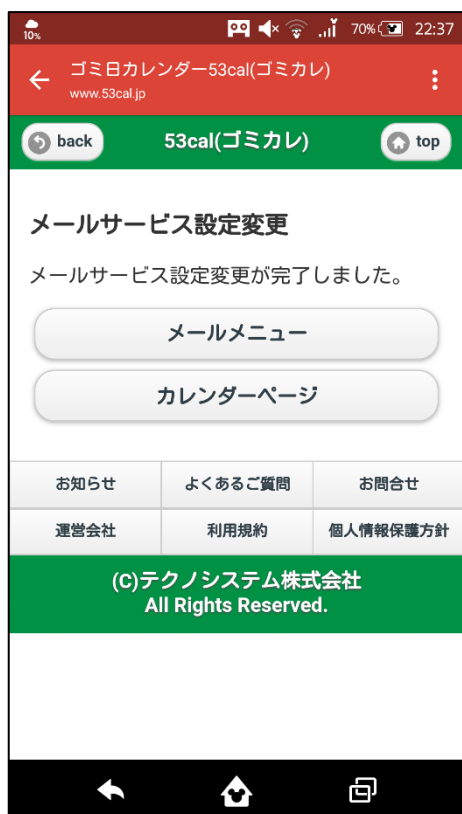 10% 70% 22:37
ゴミ日カレンダー53cal(ゴミカレ)
www.53cal.jp
back 53cal(ゴミカレ) top
メールサービス設定変更
メールサービス設定変更が完了しました。
メールメニュー
カレンダーページ
お知らせ よくあるご質問 お問合せ
運営会社 利用規約 個人情報保護方針
(C)テクノシステム株式会社
All Rights Reserved.